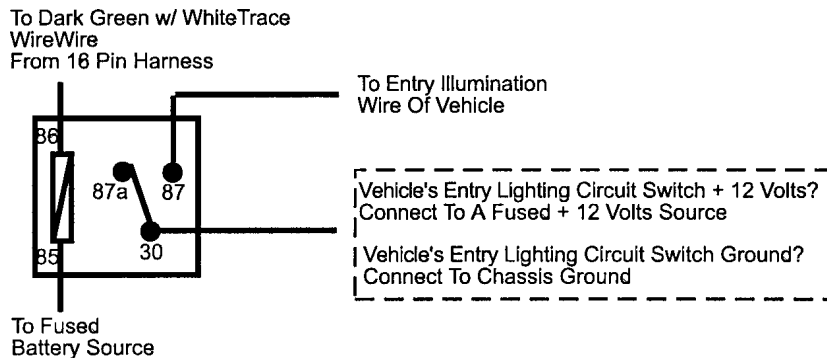 To Dark Green w/ WhiteTrace
WireWire
From 16 Pin Harness
To Entry Illumination
Wire Of Vehicle
86
87a
87
85
30
Vehicle's Entry Lighting Circuit Switch + 12 Volts?
Connect To A Fused + 12 Volts Source
Vehicle's Entry Lighting Circuit Switch Ground?
Connect To Chassis Ground
To Fused
Battery Source